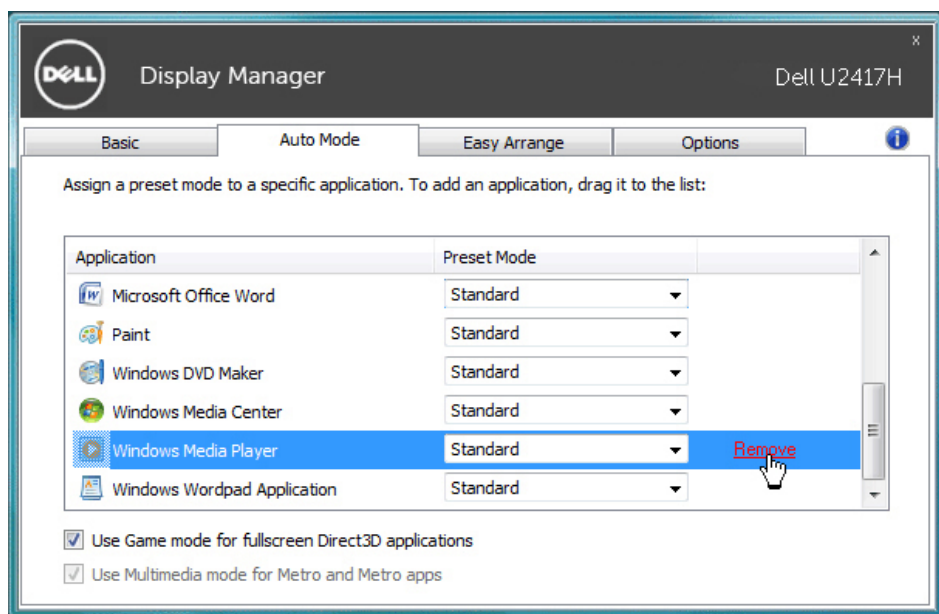 x
DELL
Display Manager
Dell U2417H
Basic
Auto Mode
Easy Arrange
Options
i
Assign a preset mode to a specific application. To add an application, drag it to the list:
Application Preset Mode
Microsoft Office Word Standard
Paint Standard
Windows DVD Maker Standard
Windows Media Center Standard
Windows Media Player Standard Remove
Windows Wordpad Application Standard
Use Game mode for fullscreen Direct3D applications
Use Multimedia mode for Metro and Metro apps